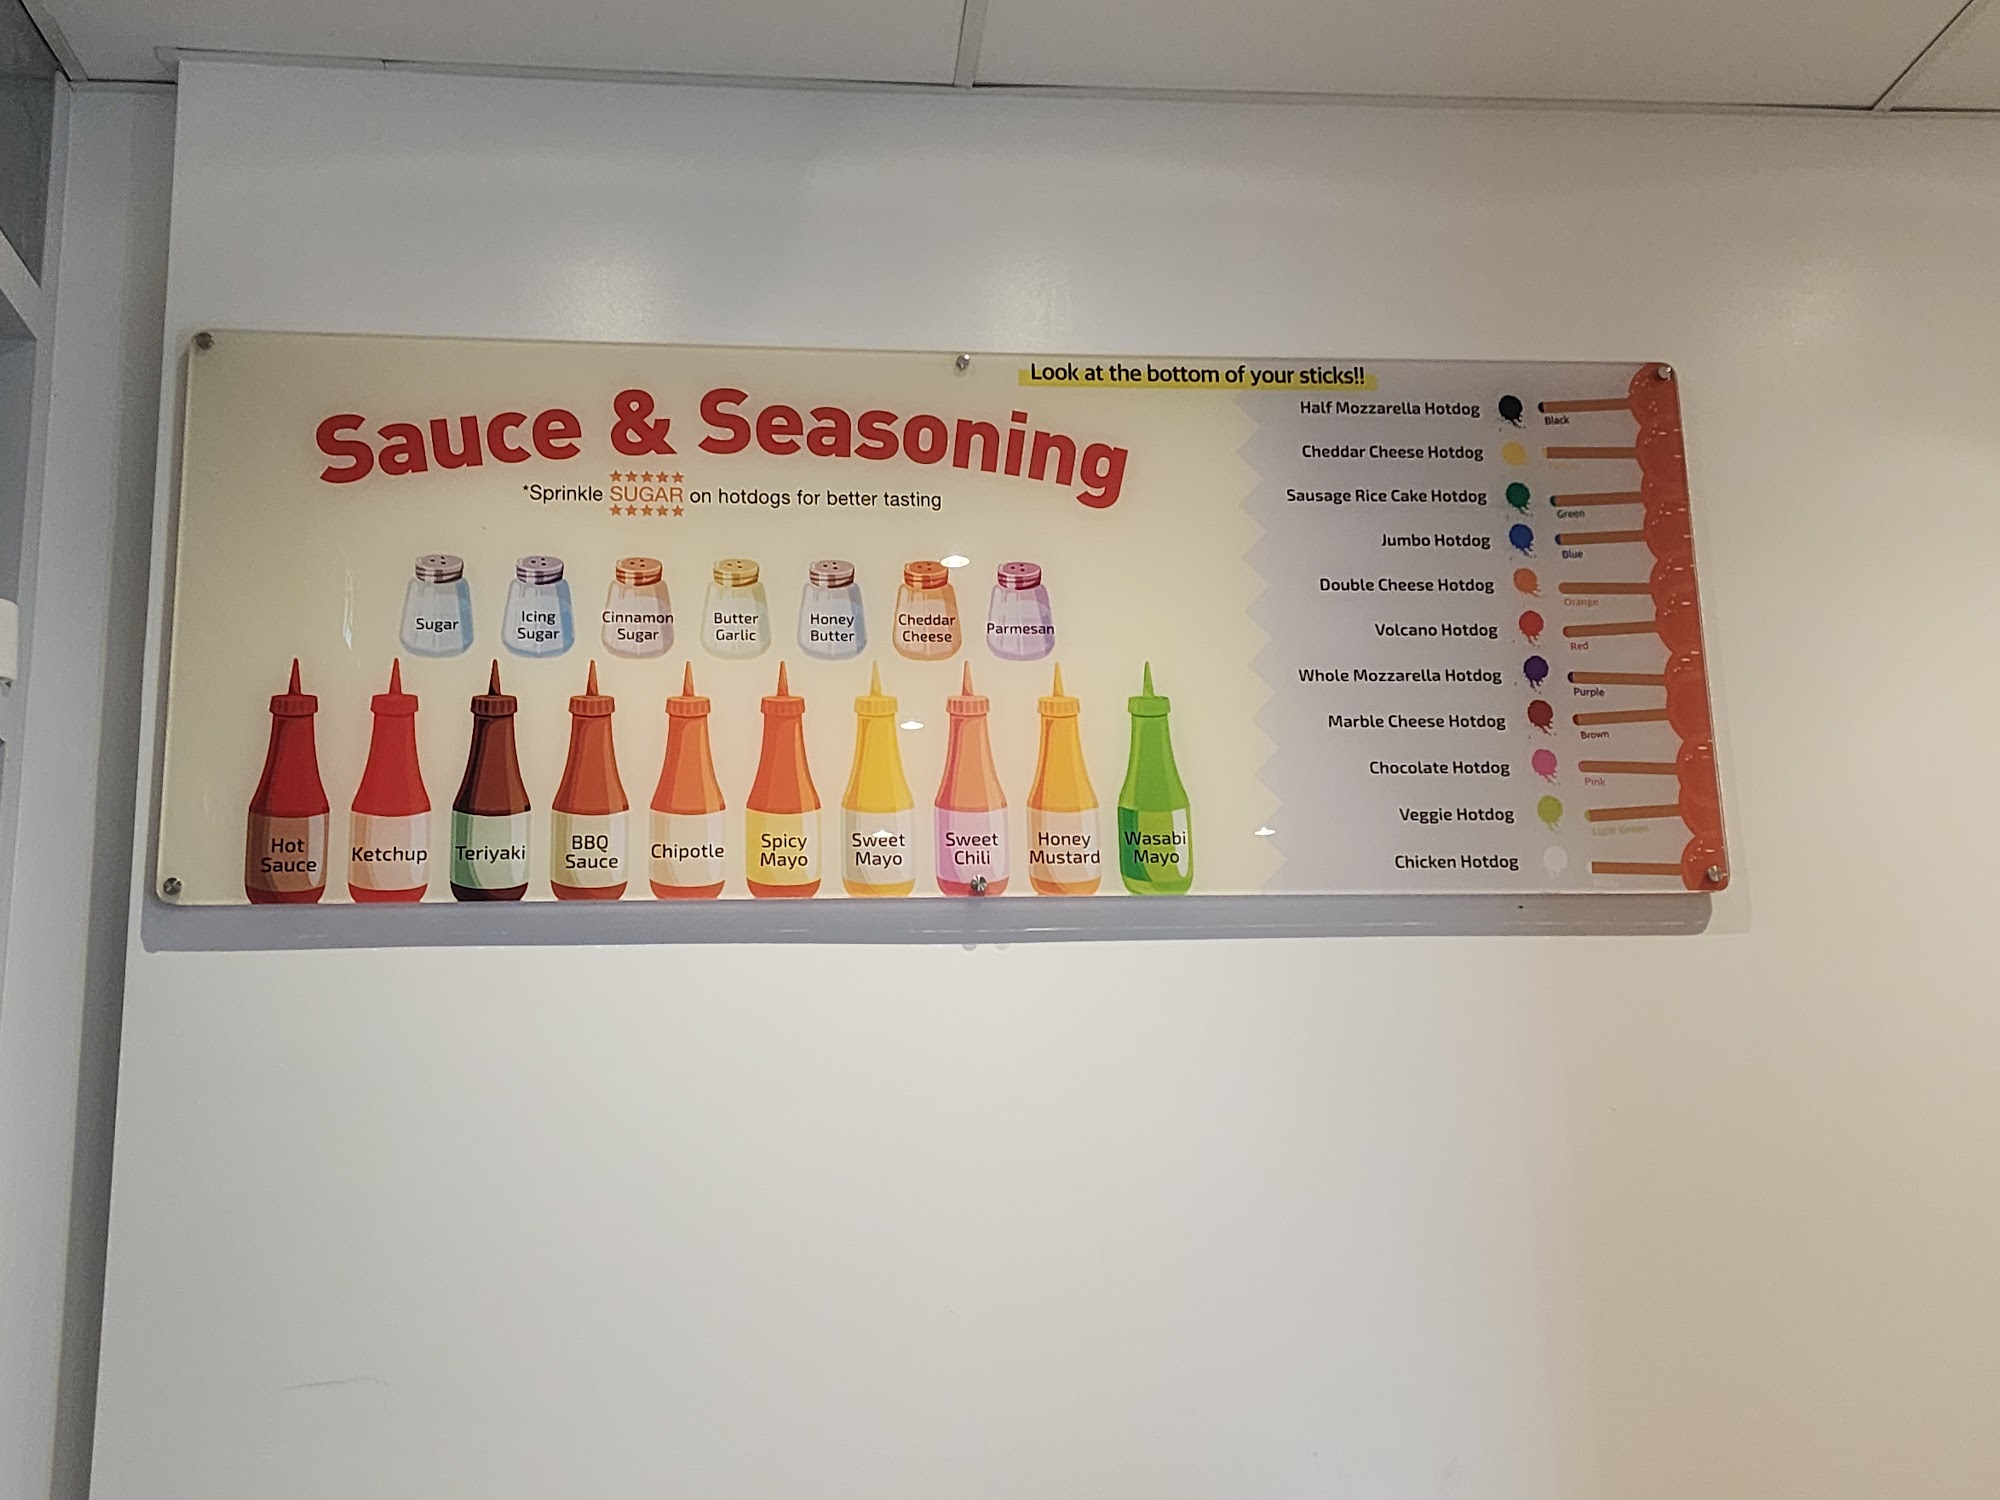 Sauce & Seasoning
*Sprinkle SUGAR on hotdogs for better tasting
Sugar
Icing
Sugar
Cinnamon
Sugar
Butter
Garlic
Honey
Butter
Cheddar
Cheese
Parmesan
Hot
Sauce
Ketchup
Teriyaki
BBQ
Sauce
Chipotle
Spicy
Mayo
Sweet
Mayo
Sweet
Chili
Honey
Mustard
Wasabi
Mayo
Look at the bottom of your sticks!!
Half Mozzarella Hotdog
Black
Cheddar Cheese Hotdog
Sausage Rice Cake Hotdog
Green
Jumbo Hotdog
Blue
Double Cheese Hotdog
Orange
Volcano Hotdog
Red
Whole Mozzarella Hotdog
Purple
Marble Cheese Hotdog
Brown
Chocolate Hotdog
Pink
Veggie Hotdog
Light Green
Chicken Hotdog